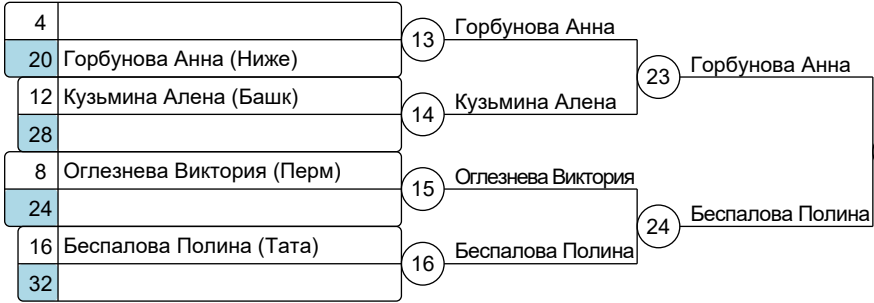 4
20 Горбунова Анна (Ниже)
12 Кузьмина Алена (Башк)
28
8 Оглезнева Виктория (Перм)
24
16 Беспалова Полина (Тата)
32
13 Горбунова Анна
14 Кузьмина Алена
15 Оглезнева Виктория
16 Беспалова Полина
23 Горбунова Анна
24 Беспалова Полина